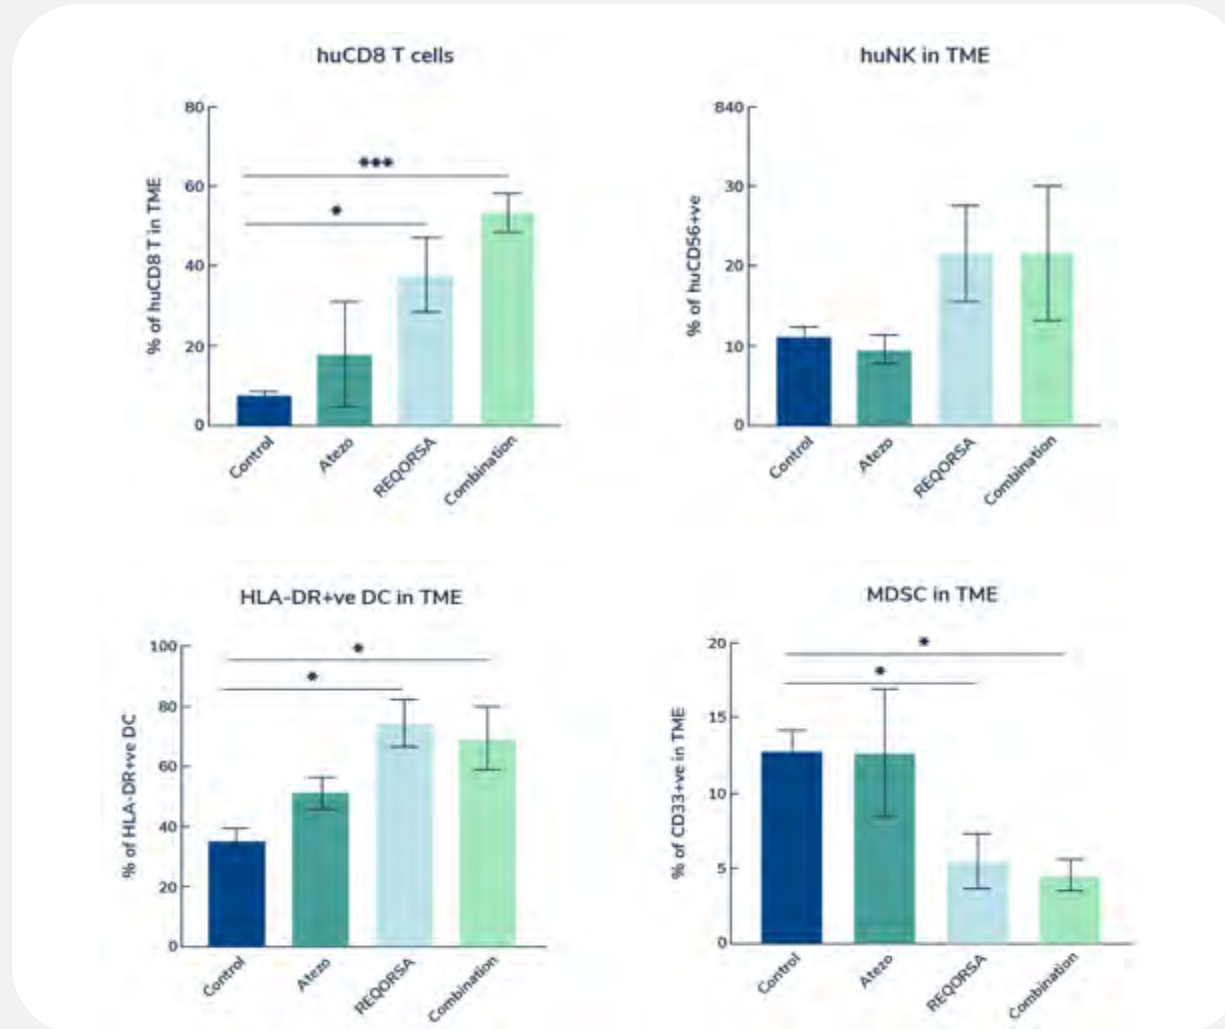 huCD8 T cells
% of huCD8 T in TME
80
60
40
20
0
***
*
Control
Atezo
REQORSA
Combination
huNK in TME
% of huCD56+ve
840
30
20
10
0
Control
Atezo
REQORSA
Combination
HLA-DR+ve DC in TME
% of HLA-DR+ve DC
100
80
60
40
20
0
*
*
Control
Atezo
REQORSA
Combination
MDSC in TME
% of CD33+ve in TME
20
15
10
5
0
*
*
Control
Atezo
REQORSA
Combination